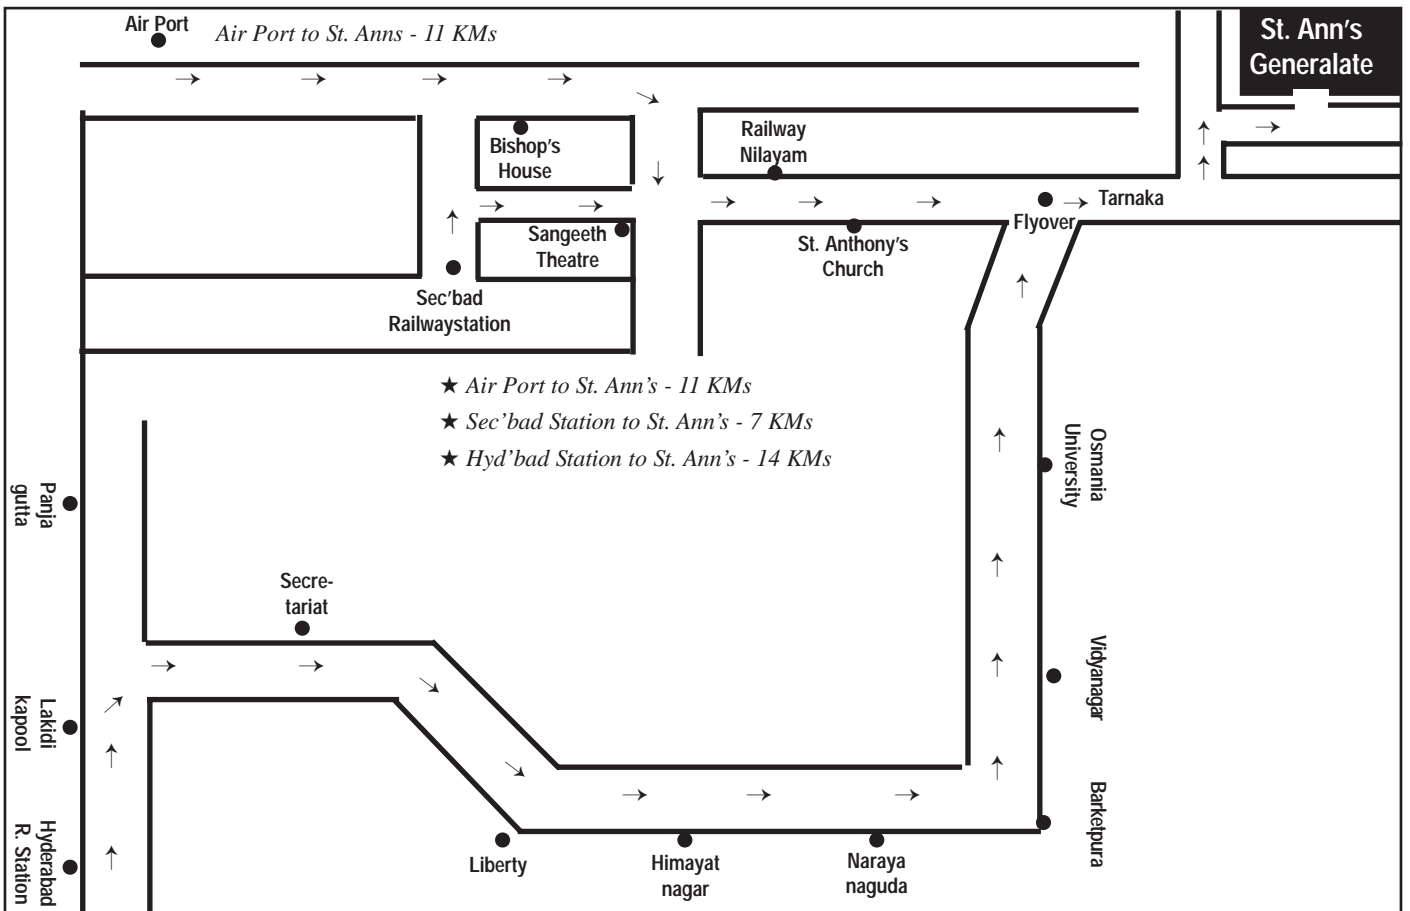 Air Port
Air Port to St. Anns - 11 KMs
St. Ann's
Generalate
Bishop's
House
Railway
Nilayam
Tarnaka
Flyover
Sangeeth
Theatre
St. Anthony's
Church
Sec'bad
Railwaystation
★ Air Port to St. Ann's - 11 KMs
★ Sec'bad Station to St. Ann's - 7 KMs
★ Hyd'bad Station to St. Ann's - 14 KMs
Osmania
University
Panja
gutta
Secre-
tariat
Vidyanagar
Lakidi
kapool
Barketpura
Hyderabad
R. Station
Liberty
Himayat
nagar
Naraya
naguda